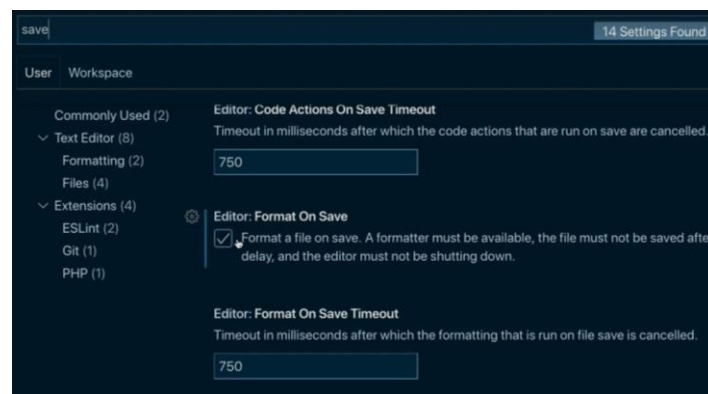 save
14 Settings Found
User Workspace
Commonly Used (2)
Text Editor (8)
Formatting (2)
Files (4)
Extensions (4)
ESLint (2)
Git (1)
PHP (1)
Editor: Code Actions On Save Timeout
Timeout in milliseconds after which the code actions that are run on save are cancelled.
750
Editor: Format On Save
Format a file on save. A formatter must be available, the file must not be saved afte
delay, and the editor must not be shutting down.
Editor: Format On Save Timeout
Timeout in milliseconds after which the formatting that is run on file save is cancelled.
750